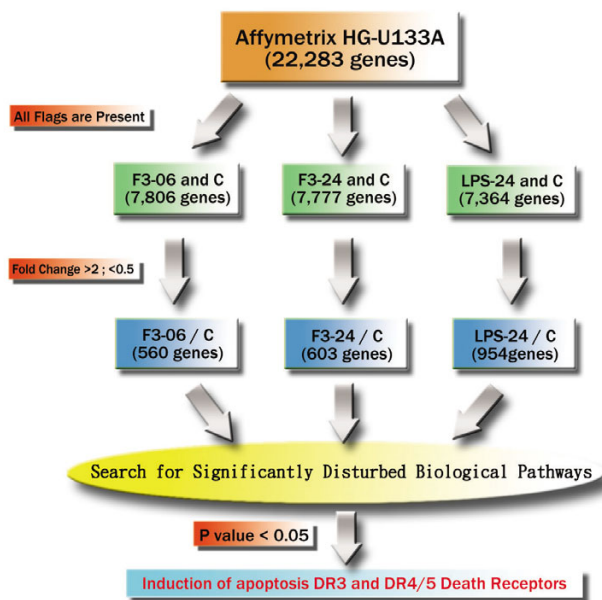 Affymetrix HG-U133A
(22,283 genes)
All Flags are Present
F3-06 and C
(7,806 genes)
F3-24 and C
(7,777 genes)
LPS-24 and C
(7,364 genes)
Fold Change >2 ; <0.5
F3-06 / C
(560 genes)
F3-24 / C
(603 genes)
LPS-24 / C
(954genes)
Search for Significantly Disturbed Biological Pathways
P value < 0.05
Induction of apoptosis DR3 and DR4/5 Death Receptors